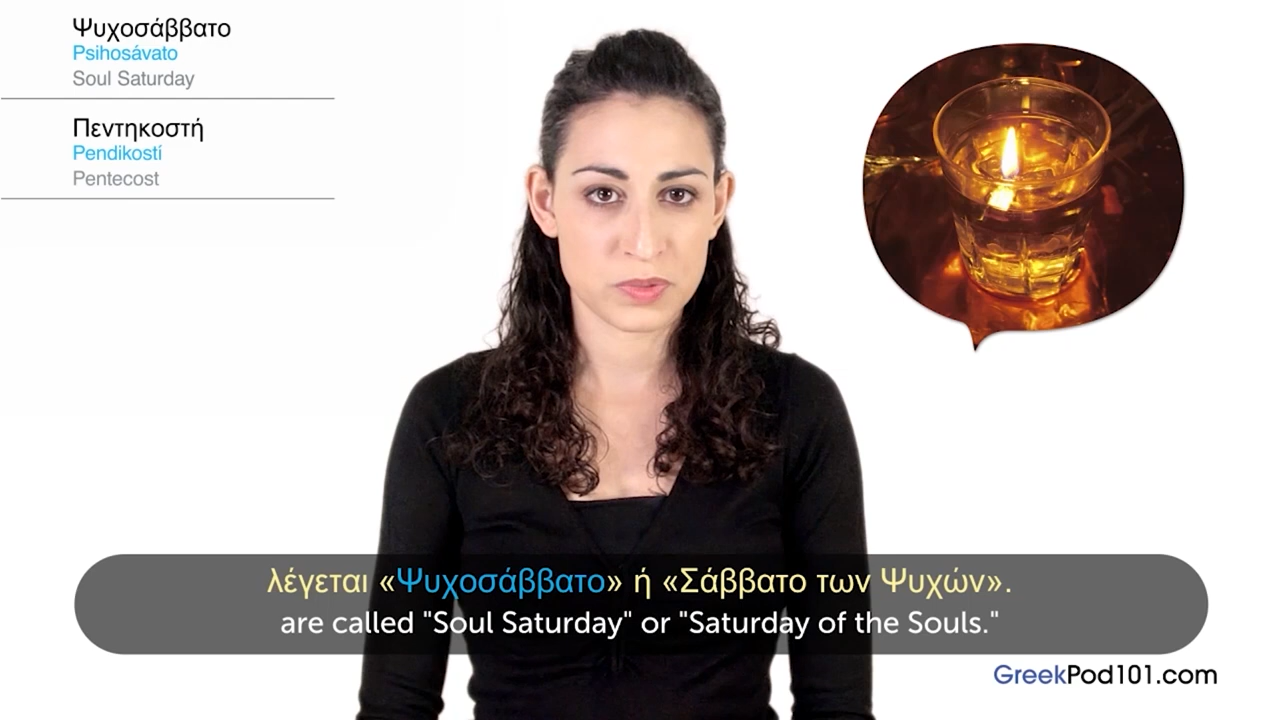 Ψυχοσάββατο
Psihosávato
Soul Saturday
Πεντηκοστή
Pendikostí
Pentecost
λέγεται «Ψυχοσάββατο» ή «Σάββατο των Ψυχών».
are called "Soul Saturday" or "Saturday of the Souls."
GreekPod101.com